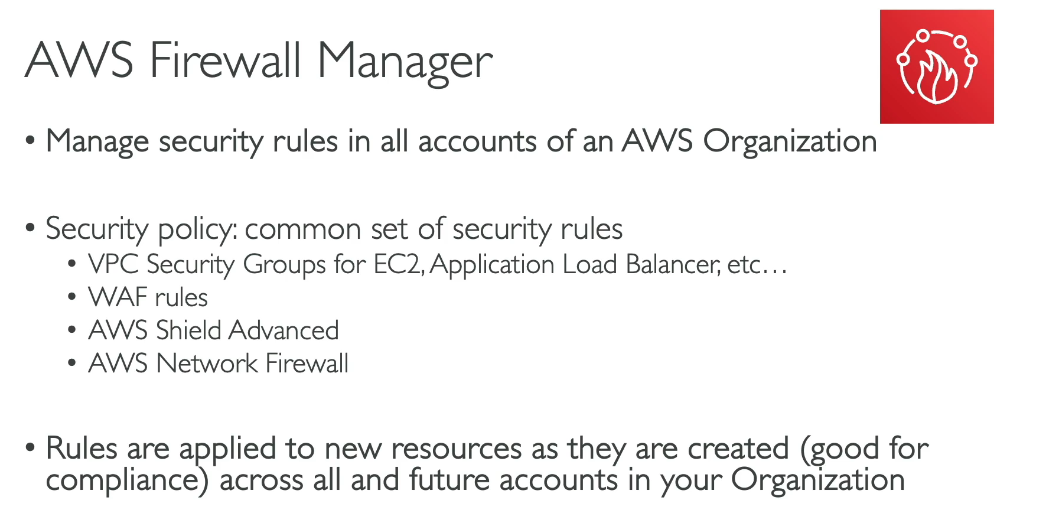 AWS Firewall Manager
• Manage security rules in all accounts of an AWS Organization
• Security policy: common set of security rules
• VPC Security Groups for EC2, Application Load Balancer, etc…
• WAF rules
• AWS Shield Advanced
• AWS Network Firewall
• Rules are applied to new resources as they are created (good for
compliance) across all and future accounts in your Organization